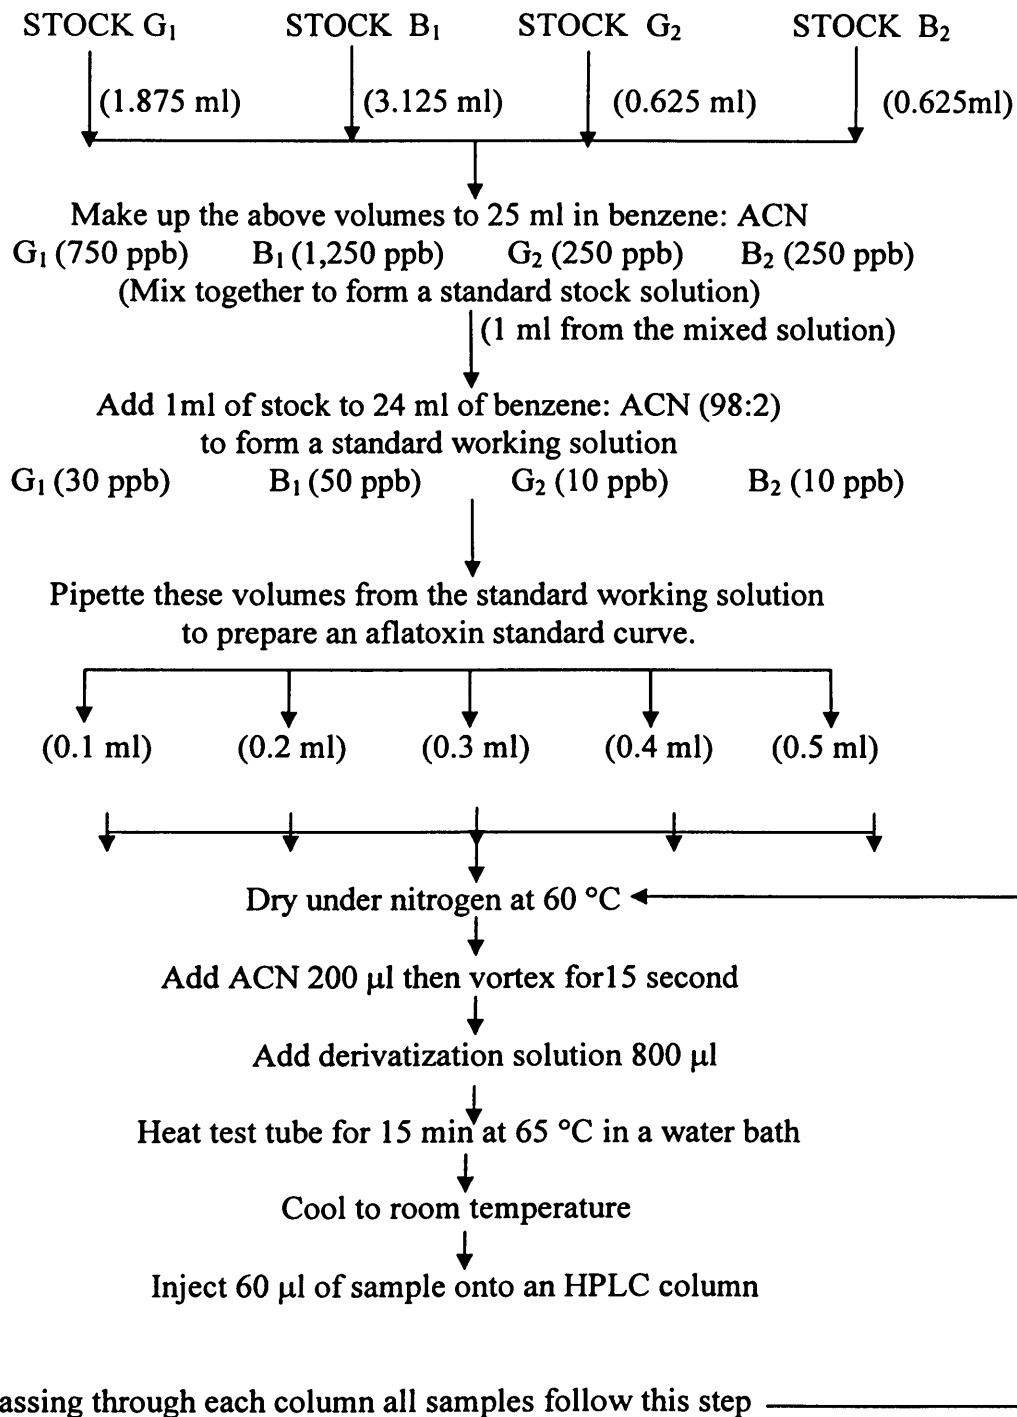 STOCK G₁ STOCK B₁ STOCK G₂ STOCK B₂
(1.875 ml) (3.125 ml) (0.625 ml) (0.625ml)
Make up the above volumes to 25 ml in benzene: ACN
G₁ (750 ppb) B₁ (1,250 ppb) G₂ (250 ppb) B₂ (250 ppb)
(Mix together to form a standard stock solution)
(1 ml from the mixed solution)
Add 1ml of stock to 24 ml of benzene: ACN (98:2)
to form a standard working solution
G₁ (30 ppb) B₁ (50 ppb) G₂ (10 ppb) B₂ (10 ppb)
Pipette these volumes from the standard working solution
to prepare an aflatoxin standard curve.
(0.1 ml) (0.2 ml) (0.3 ml) (0.4 ml) (0.5 ml)
Dry under nitrogen at 60 °C
Add ACN 200 µl then vortex for15 second
Add derivatization solution 800 µl
Heat test tube for 15 min at 65 °C in a water bath
Cool to room temperature
Inject 60 µl of sample onto an HPLC column
assing through each column all samples follow this step